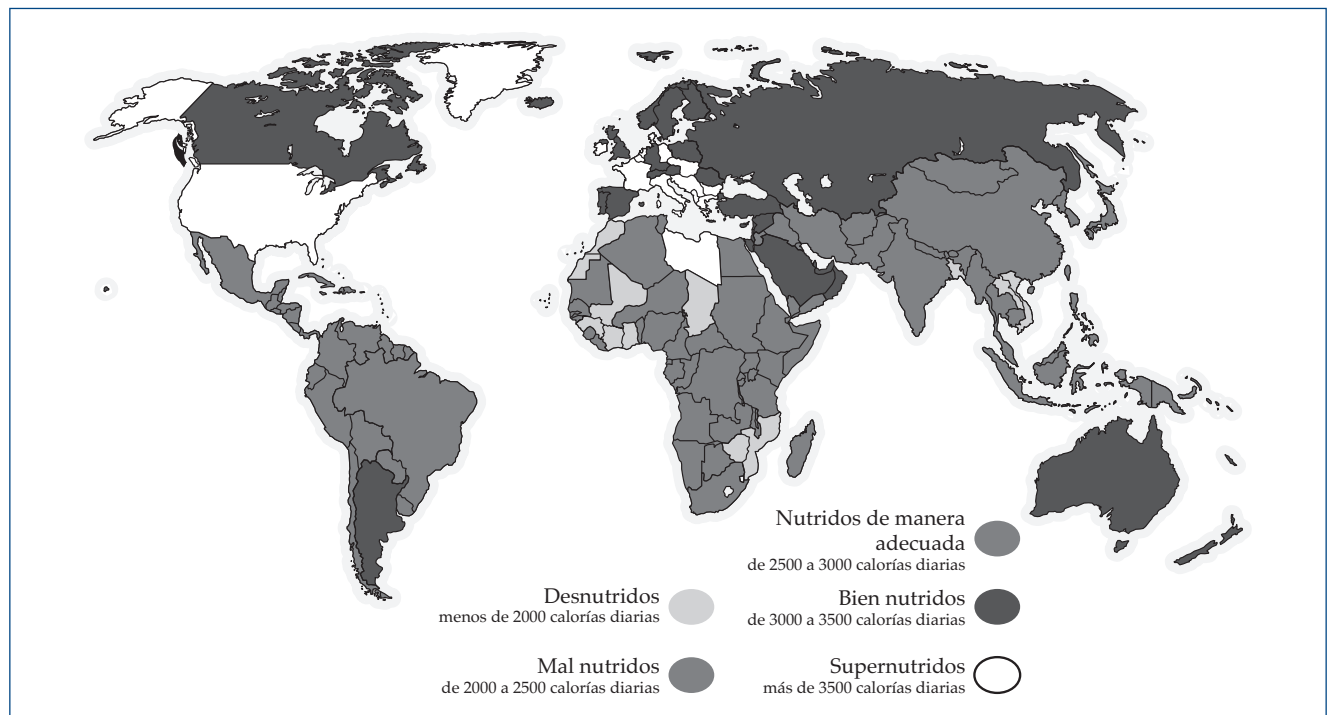 Nutridos de manera
adecuada
de 2500 a 3000 calorías diarias
Desnutridos
menos de 2000 calorías diarias
Bien nutridos
de 3000 a 3500 calorías diarias
Mal nutridos
de 2000 a 2500 calorías diarias
Supernutridos
más de 3500 calorías diarias